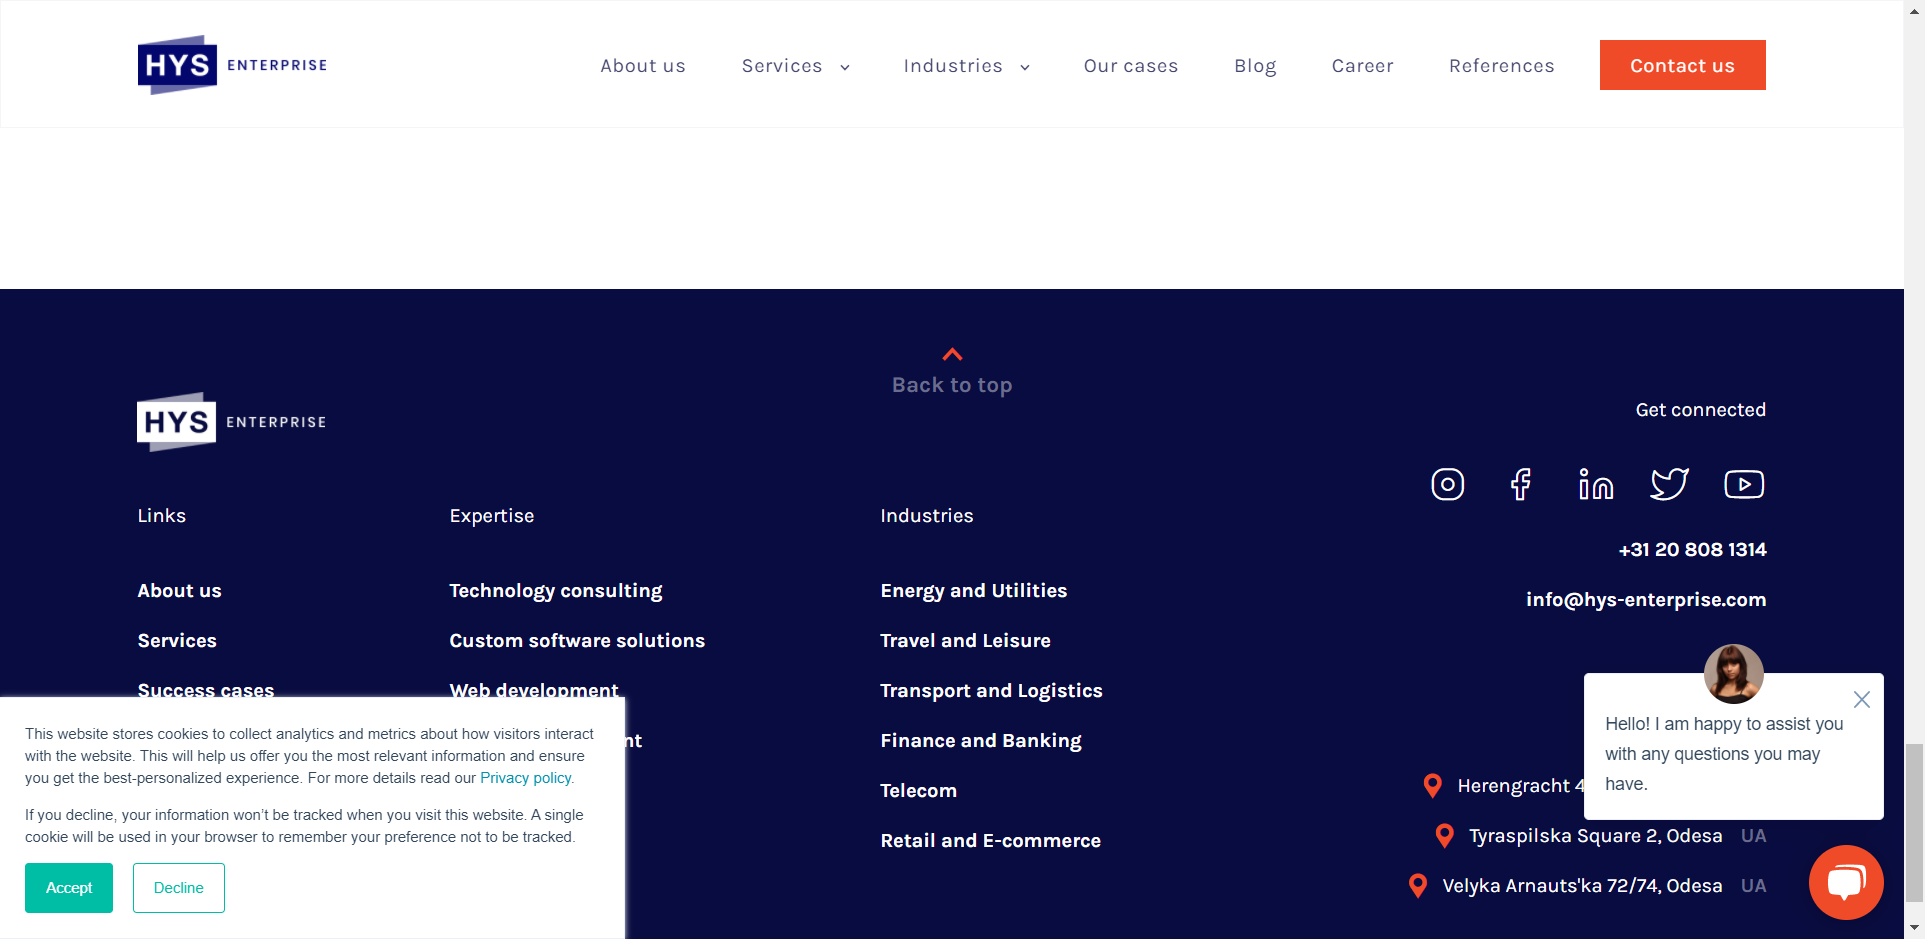 HYS ENTERPRISE
About us
Services
Industries
Our cases
Blog
Career
References
Contact us
Back to top
HYS ENTERPRISE
Get connected
Links
About us
Services
Success cases
Expertise
Technology consulting
Custom software solutions
Web development
Industries
Energy and Utilities
Travel and Leisure
Transport and Logistics
Finance and Banking
Telecom
Retail and E-commerce
+31 20 808 1314
info@hys-enterprise.com
Herengracht
Tyraspilska Square 2, Odesa UA
Velyka Arnauts'ka 72/74, Odesa UA
Hello! I am happy to assist you
with any questions you may
have.
This website stores cookies to collect analytics and metrics about how visitors interact
with the website. This will help us offer you the most relevant information and ensure
you get the best-personalized experience. For more details read our Privacy policy.
If you decline, your information won’t be tracked when you visit this website. A single
cookie will be used in your browser to remember your preference not to be tracked.
Accept
Decline